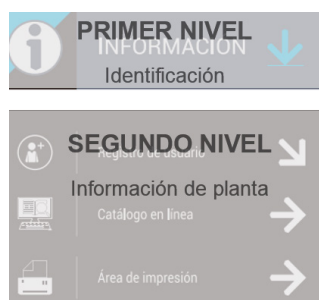 PRIMER NIVEL
INFORMACIÓN
Identificación
SEGUNDO NIVEL
Registro de usuario
Información de planta
Catálogo en línea
Área de impresión